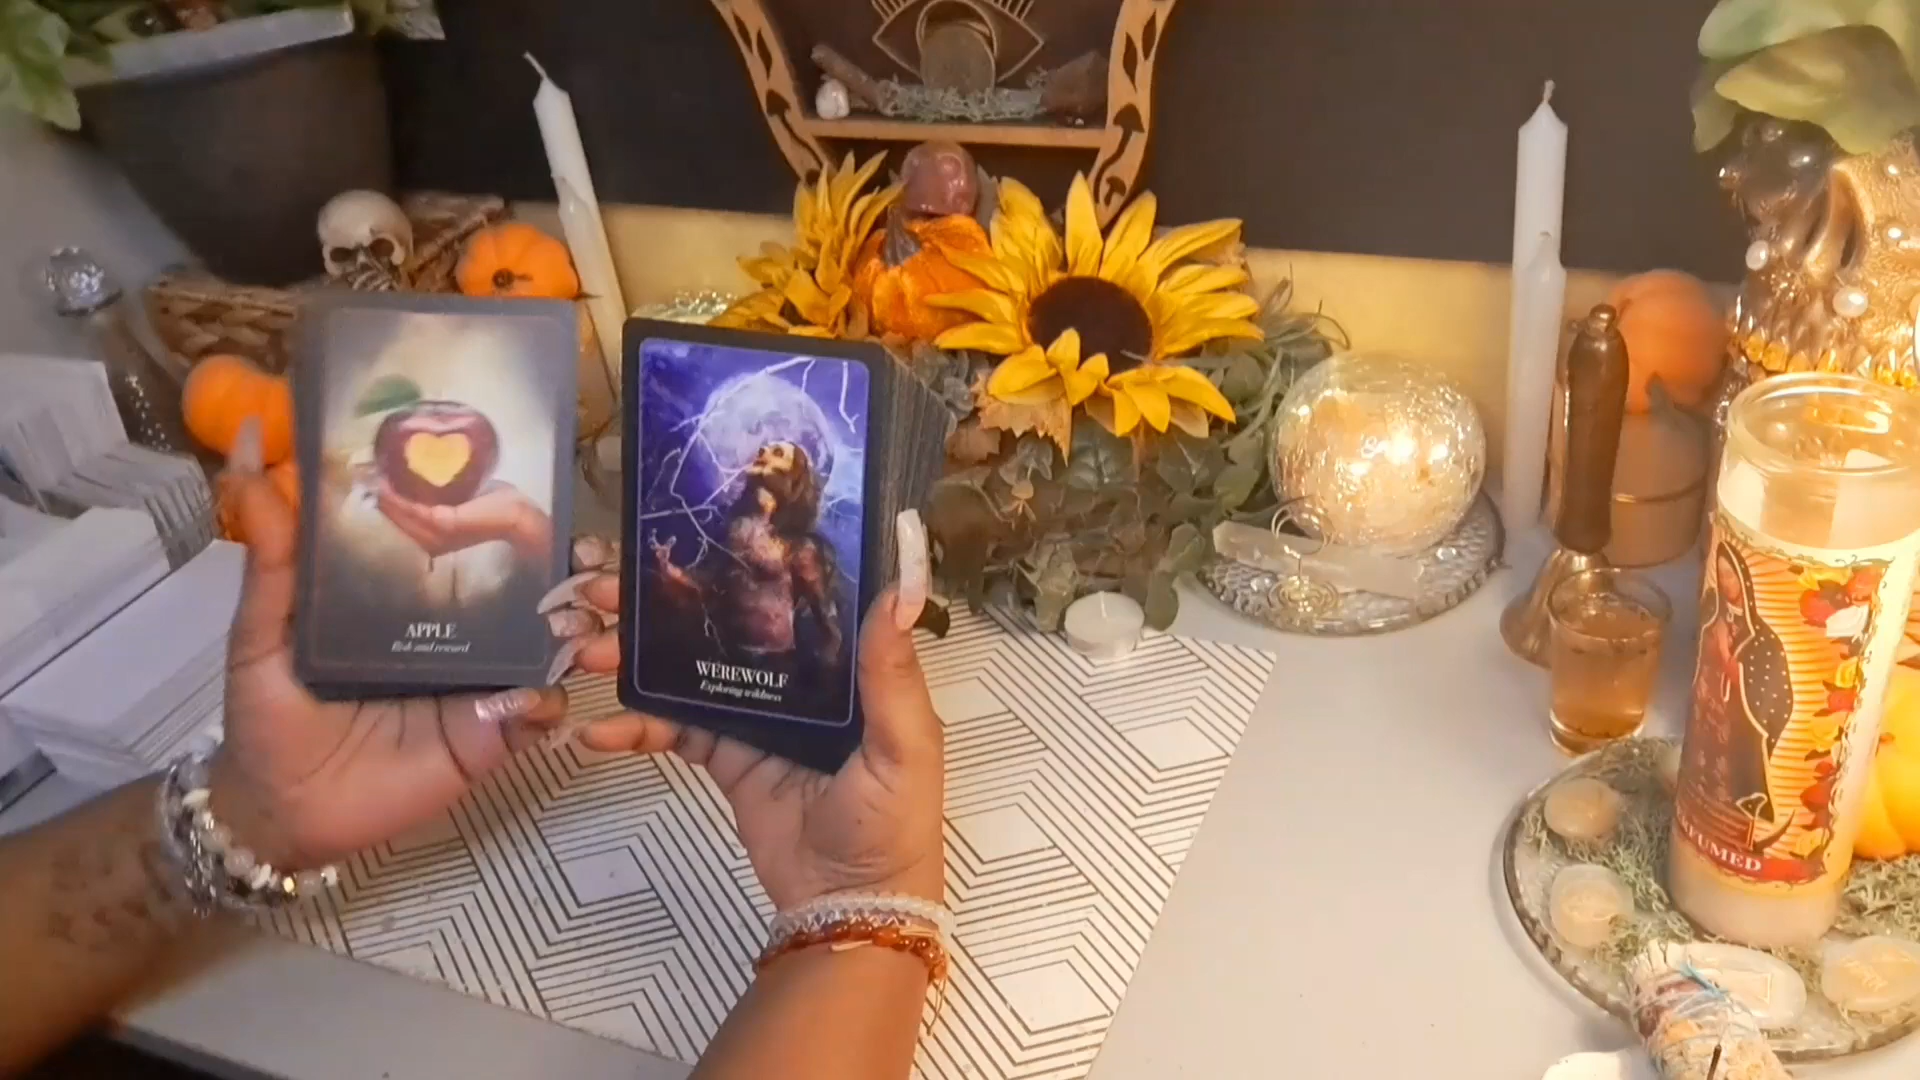 APPLE
Risk and reward
WEREWOLF
Exploring wildness
FUMED